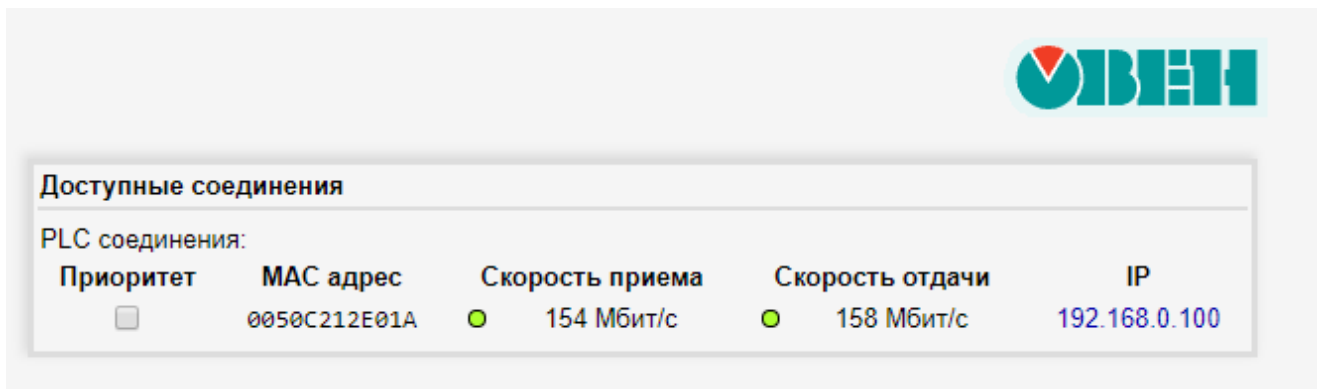 ОВЕН
Доступные соединения
PLC соединения:
Приоритет MAC адрес Скорость приема Скорость отдачи IP
0050C212E01A 154 Мбит/с 158 Мбит/с 192.168.0.100